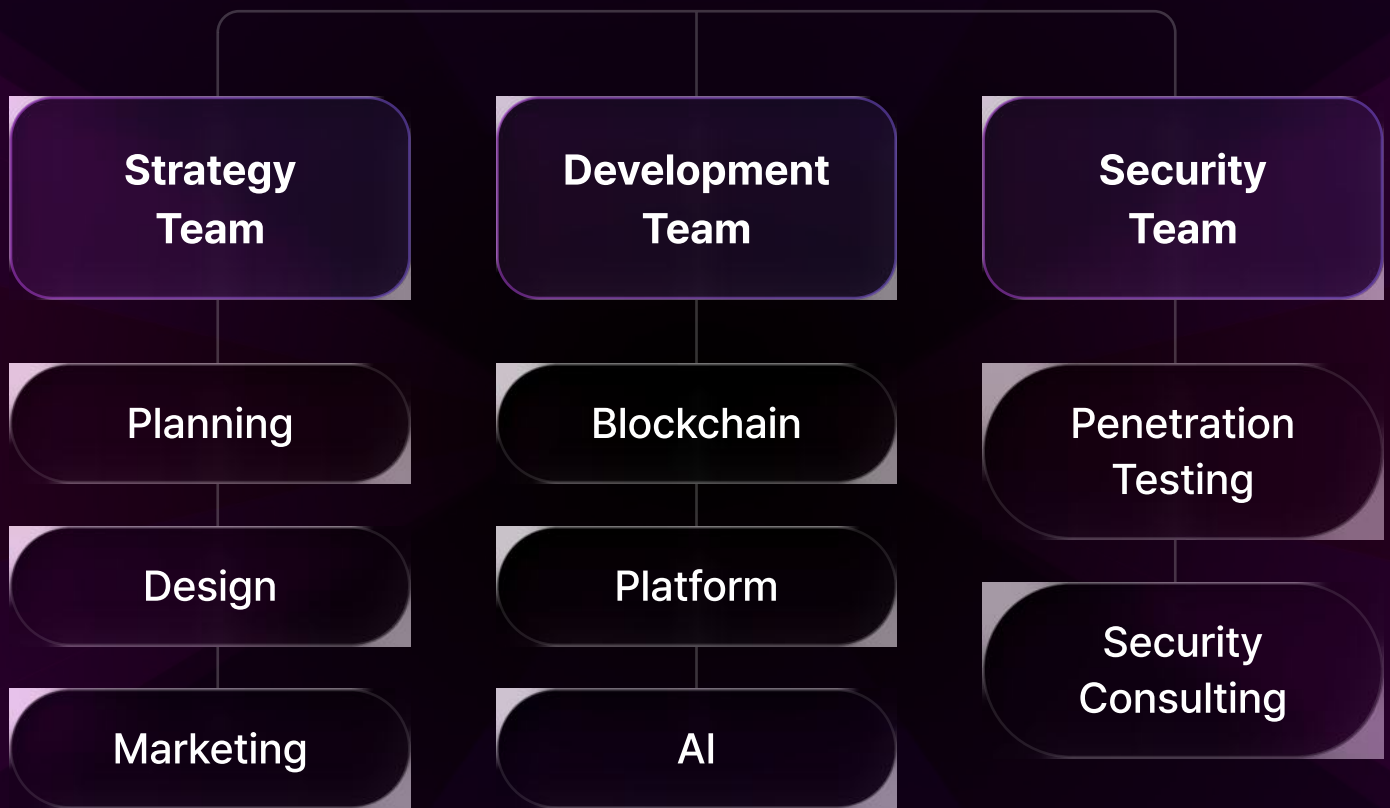 Strategy
Team
Planning
Design
Marketing
Development
Team
Blockchain
Platform
AI
Security
Team
Penetration
Testing
Security
Consulting